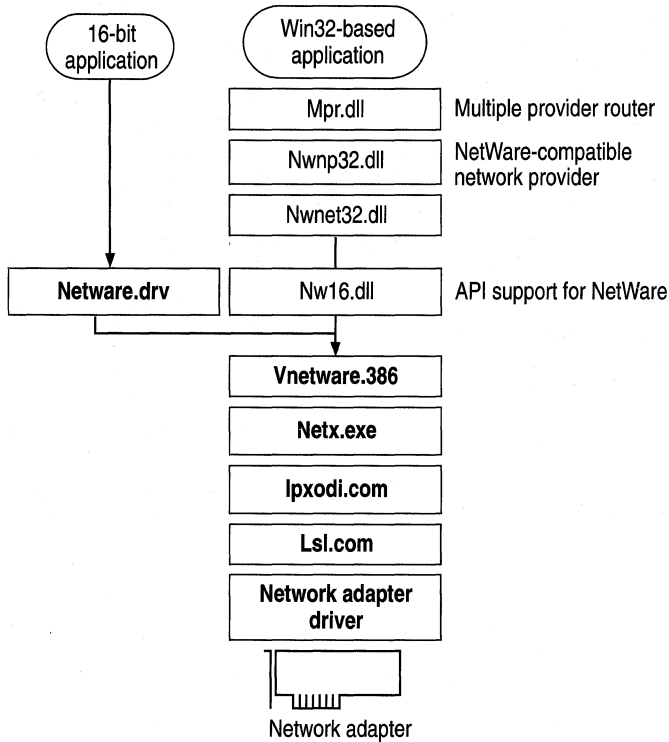 16-bit
application
Win32-based
application
Mpr.dll
Multiple provider router
Nwnp32.dll
NetWare-compatible
network provider
Nwnet32.dll
Netware.drv
Nw16.dll
API support for NetWare
Vnetware.386
Netx.exe
Ipxodi.com
Lsl.com
Network adapter
driver
Network adapter